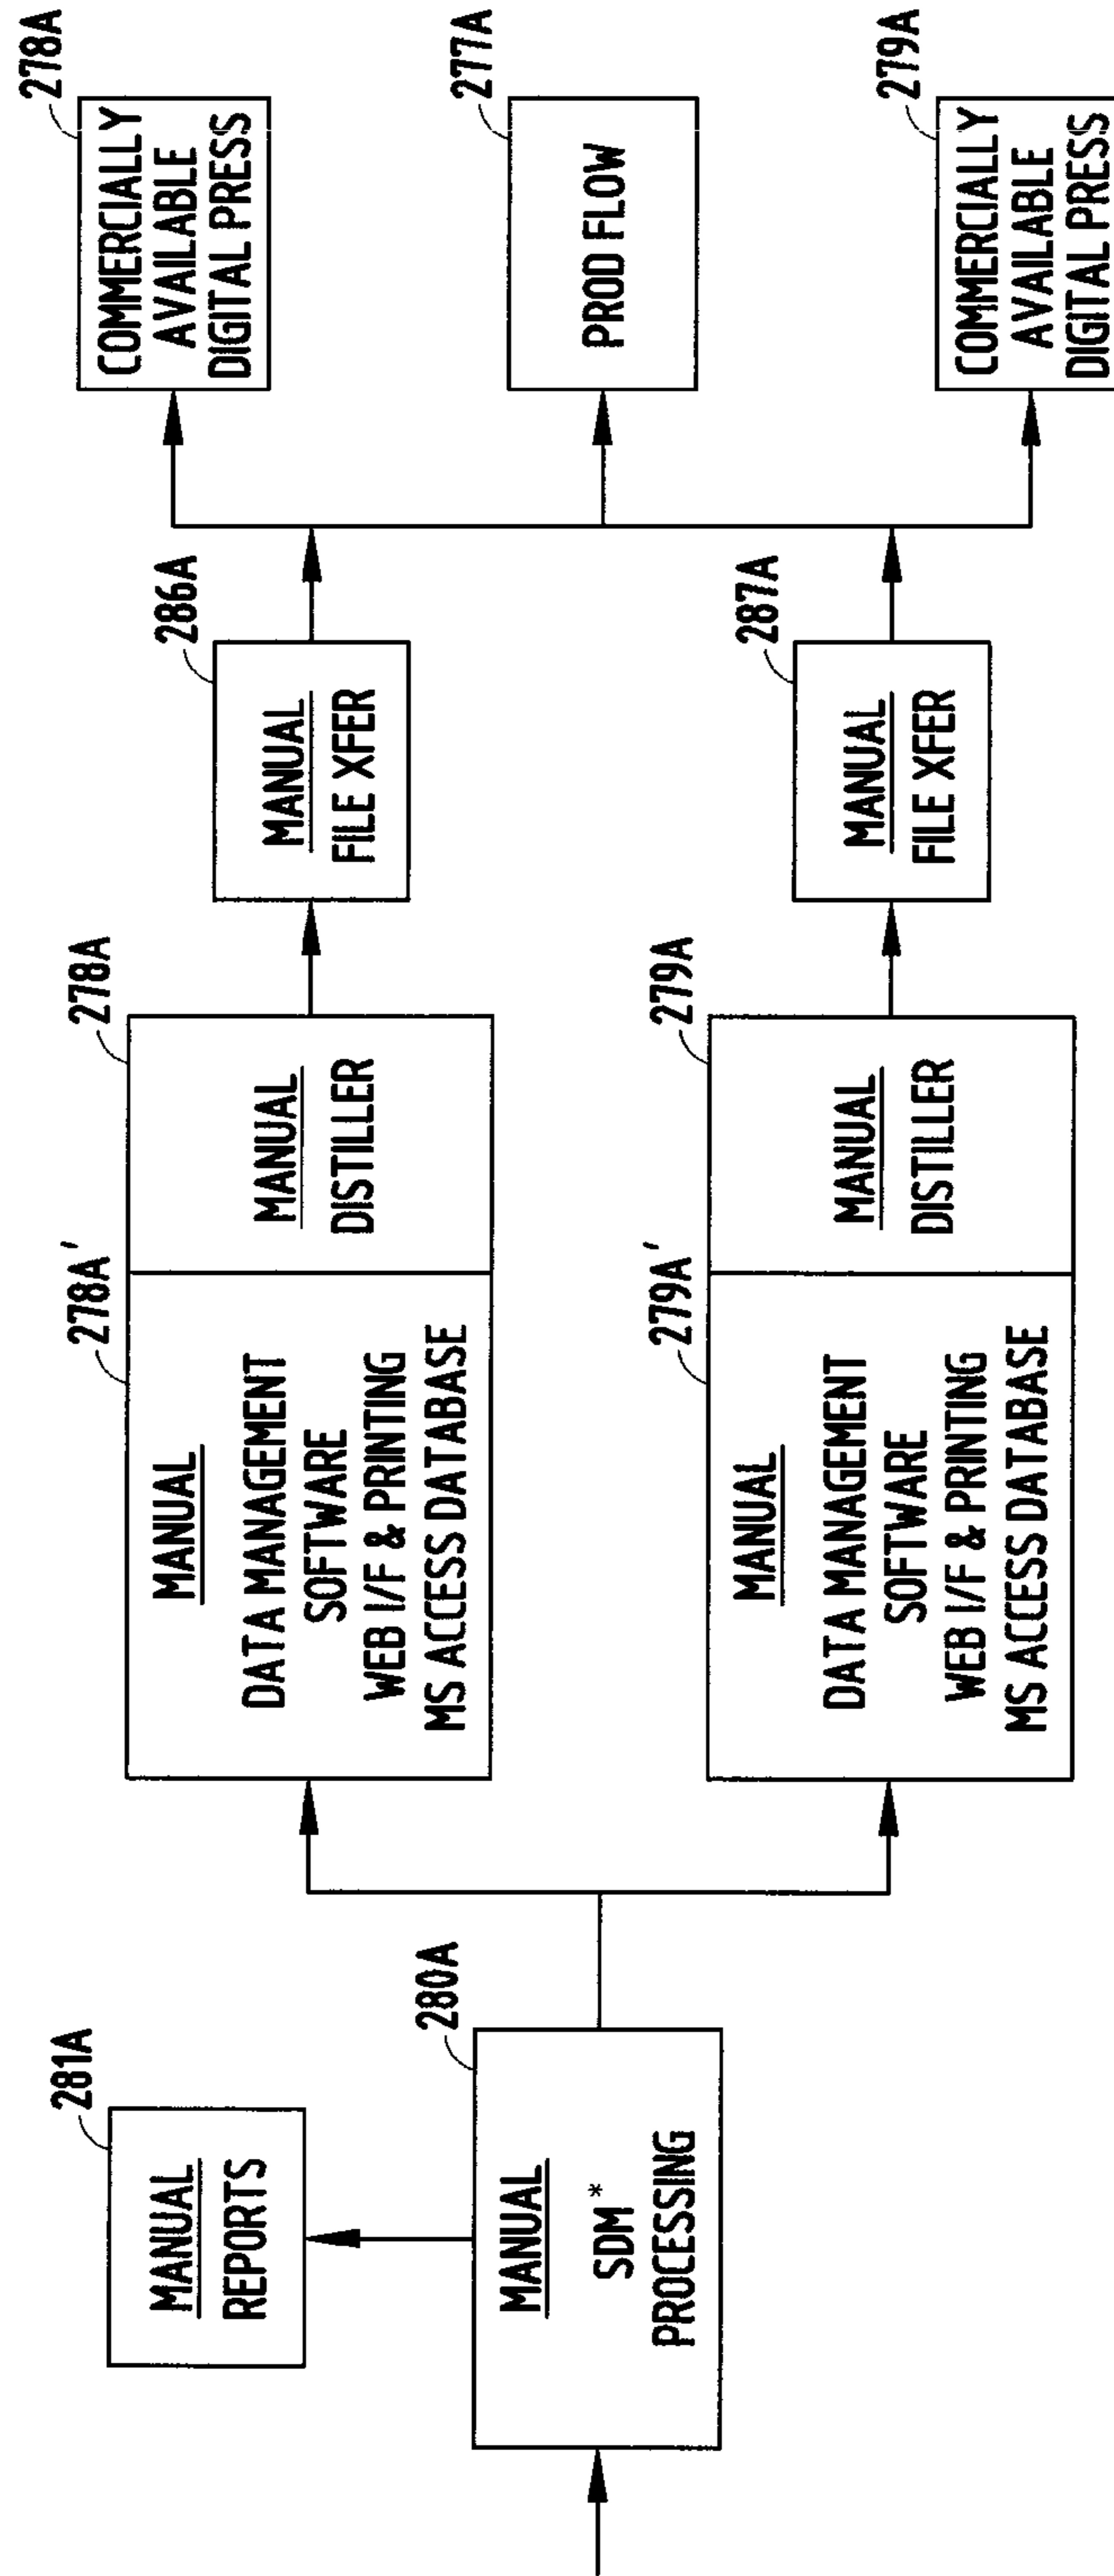 281A
MANUAL
REPORTS
280A
MANUAL
SDM*
PROCESSING
278A'
MANUAL
DATA MANAGEMENT
SOFTWARE
WEB I/F & PRINTING
MS ACCESS DATABASE
278A
MANUAL
DISTILLER
279A'
MANUAL
DATA MANAGEMENT
SOFTWARE
WEB I/F & PRINTING
MS ACCESS DATABASE
279A
MANUAL
DISTILLER
286A
MANUAL
FILE XFER
287A
MANUAL
FILE XFER
278A
COMMERCIALLY
AVAILABLE
DIGITAL PRESS
277A
PROD FLOW
279A
COMMERCIALLY
AVAILABLE
DIGITAL PRESS